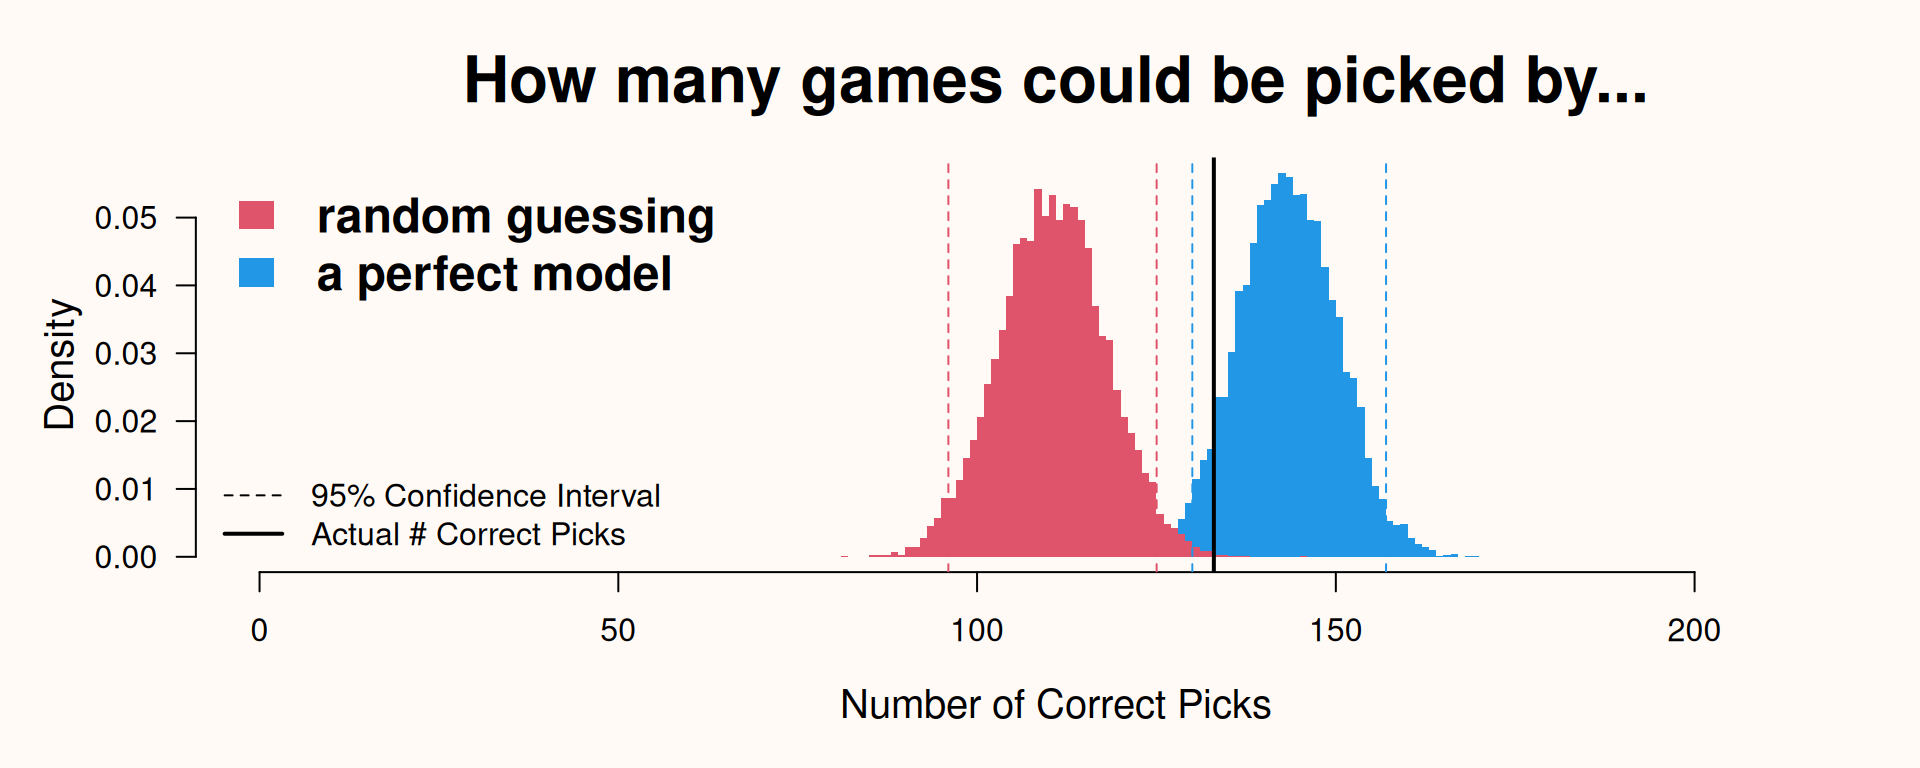 How many games could be picked by...
random guessing
a perfect model
0.05
0.04
0.03
0.02
0.01
0.00
Density
95% Confidence Interval
Actual # Correct Picks
0
50
100
150
200
Number of Correct Picks